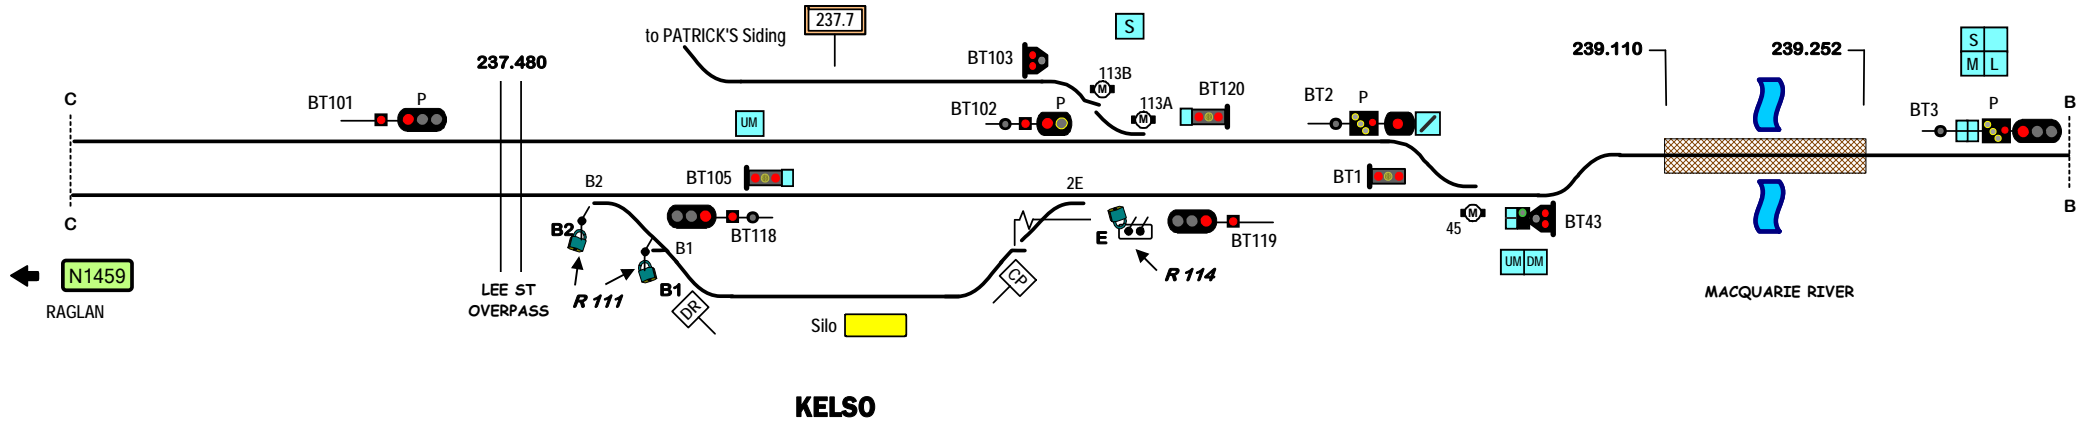 237.7
S
to PATRICK'S Siding
237.480
BT103
239.110
239.252
S
M L
113B
BT120
BT2
P
BT3
P
B
C
BT101
P
UM
BT102
P
113A
M
M
B2
BT105
2E
BT1
B2
BT118
B1
E
BT119
45
M
BT43
B
C
N1459
RAGLAN
LEE ST
OVERPASS
R 111
B1
DR
CP
R 114
UM DM
MACQUARIE RIVER
Silo
KELSO